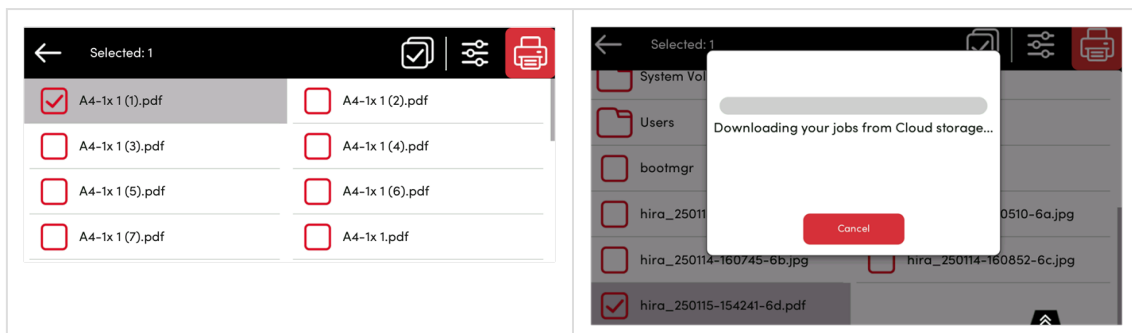 Selected: 1
A4-1x 1 (1).pdf
A4-1x 1 (2).pdf
A4-1x 1 (3).pdf
A4-1x 1 (4).pdf
A4-1x 1 (5).pdf
A4-1x 1 (6).pdf
A4-1x 1 (7).pdf
A4-1x 1.pdf
Selected: 1
System Vol
Users
Downloading your jobs from Cloud storage...
bootmgr
hira_25011
0510-6a.jpg
Cancel
hira_250114-160745-6b.jpg
hira_250114-160852-6c.jpg
hira_250115-154241-6d.pdf